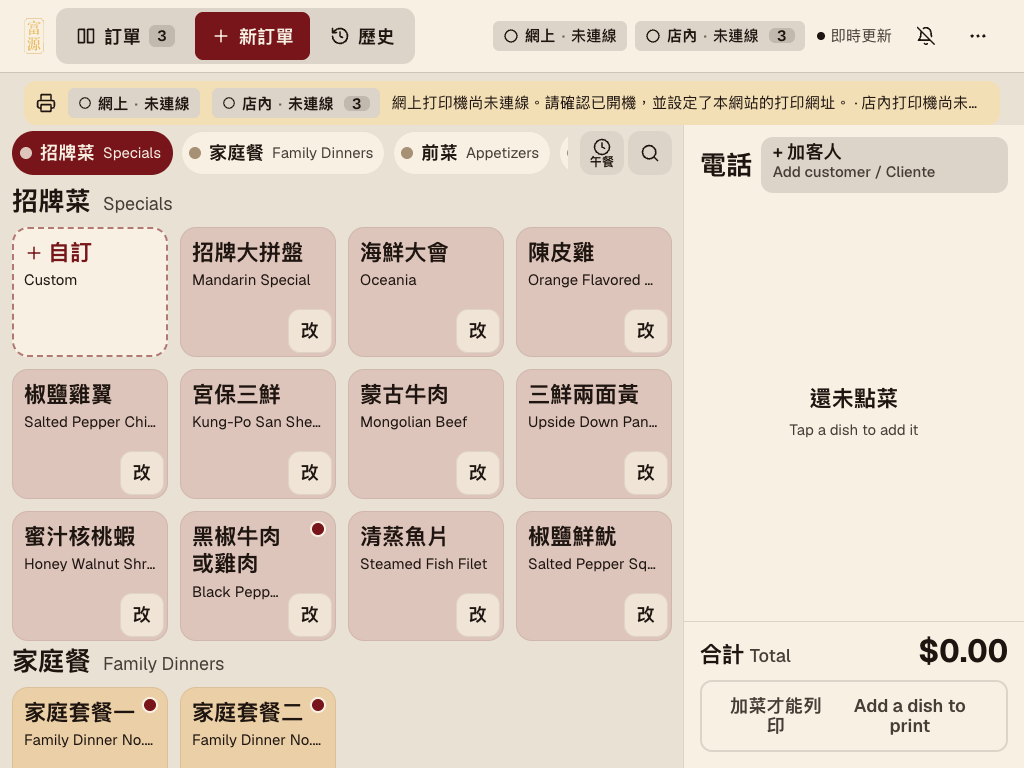 富源
訂單 3
+ 新訂單
歷史
網上 · 未連線
店內 · 未連線 3
即時更新
網上 · 未連線
店內 · 未連線 3
網上打印機尚未連線。請確認已開機，並設定了本網站的打印網址。 · 店內打印機尚未…
招牌菜 Specials
家庭餐 Family Dinners
前菜 Appetizers
午餐
電話
+ 加客人
Add customer / Cliente
招牌菜 Specials
+ 自訂
Custom
招牌大拼盤
Mandarin Special
改
海鮮大會
Oceania
改
陳皮雞
Orange Flavored ...
改
椒鹽雞翼
Salted Pepper Chi...
改
宮保三鮮
Kung-Po San She...
改
蒙古牛肉
Mongolian Beef
改
三鮮兩面黃
Upside Down Pan...
改
蜜汁核桃蝦
Honey Walnut Shr...
改
黑椒牛肉
或雞肉
Black Pepp...
改
清蒸魚片
Steamed Fish Filet
改
椒鹽鮮魷
Salted Pepper Sq...
改
家庭餐 Family Dinners
家庭套餐一
Family Dinner No....
家庭套餐二
Family Dinner No....
還未點菜
Tap a dish to add it
合計 Total
$0.00
加菜才能列
印
Add a dish to
print